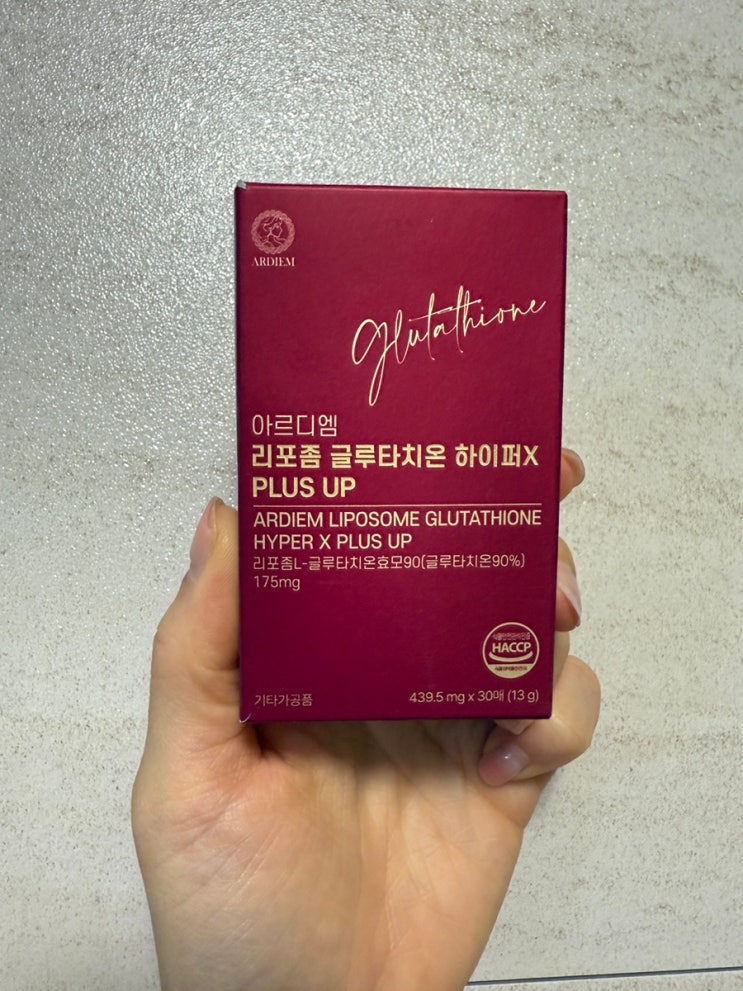 ARDIEM
Glutathione
아르디엠
리포좀 글루타치온 하이퍼X
PLUS UP
ARDIEM LIPOSOME GLUTATHIONE
HYPER X PLUS UP
리포좀L-글루타치온효모90(글루타치온90%)
175mg
HACCP
기타가공품
439.5 mg x 30매 (13 g)